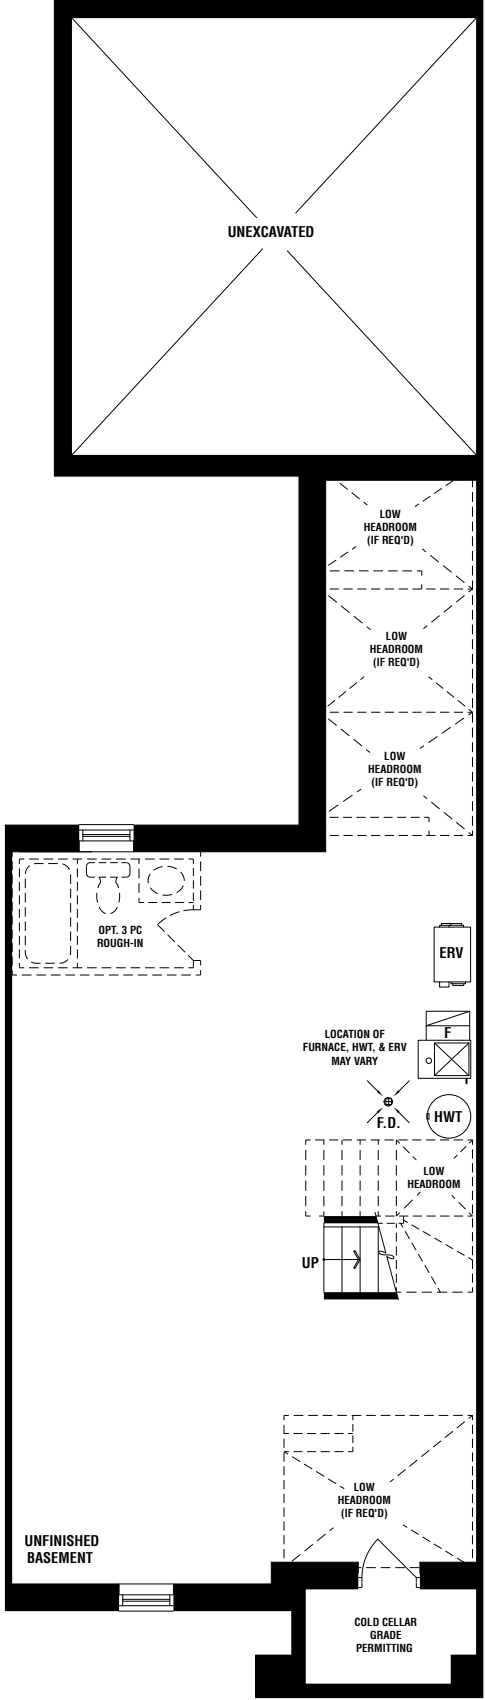 UNEXCAVATED
LOW
HEADROOM
(IF REQ'D)
LOW
HEADROOM
(IF REQ'D)
LOW
HEADROOM
(IF REQ'D)
OPT. 3 PC
ROUGH-IN
ERV
LOCATION OF
FURNACE, HWT, & ERV
MAY VARY
F
F.D.
HWT
LOW
HEADROOM
UP
LOW
HEADROOM
(IF REQ'D)
UNFINISHED
BASEMENT
COLD CELLAR
GRADE
PERMITTING